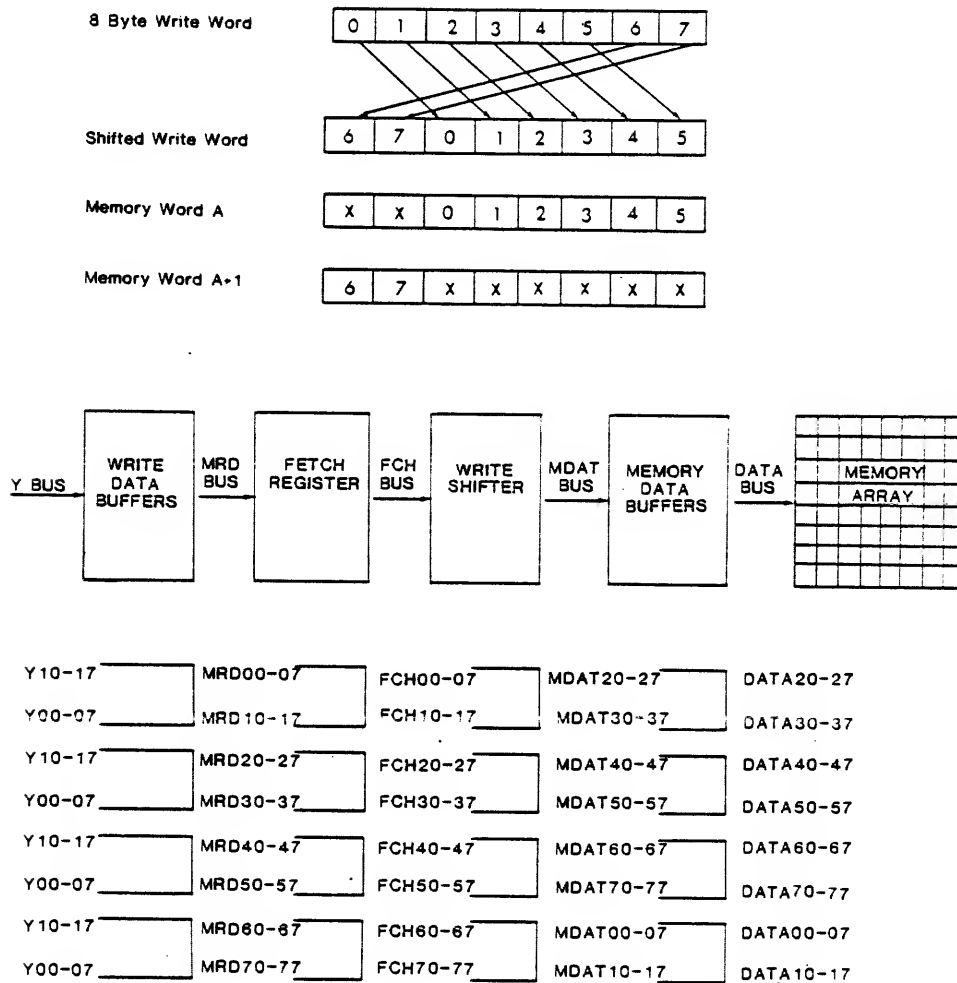 8 Byte Write Word 0 1 2 3 4 5 6 7
Shifted Write Word 6 7 0 1 2 3 4 5
Memory Word A X X 0 1 2 3 4 5
Memory Word A+1 6 7 X X X X X X
Y BUS
WRITE
DATA
BUFFERS
MRD
BUS
FETCH
REGISTER
FCH
BUS
WRITE
SHIFTER
MDAT
BUS
MEMORY
DATA
BUFFERS
DATA
BUS
MEMORY
ARRAY
Y10-17 MRD00-07 FCH00-07 MDAT20-27 DATA20-27
Y00-07 MRD10-17 FCH10-17 MDAT30-37 DATA30-37
Y10-17 MRD20-27 FCH20-27 MDAT40-47 DATA40-47
Y00-07 MRD30-37 FCH30-37 MDAT50-57 DATA50-57
Y10-17 MRD40-47 FCH40-47 MDAT60-67 DATA60-67
Y00-07 MRD50-57 FCH50-57 MDAT70-77 DATA70-77
Y10-17 MRD60-67 FCH60-67 MDAT00-07 DATA00-07
Y00-07 MRD70-77 FCH70-77 MDAT10-17 DATA10-17